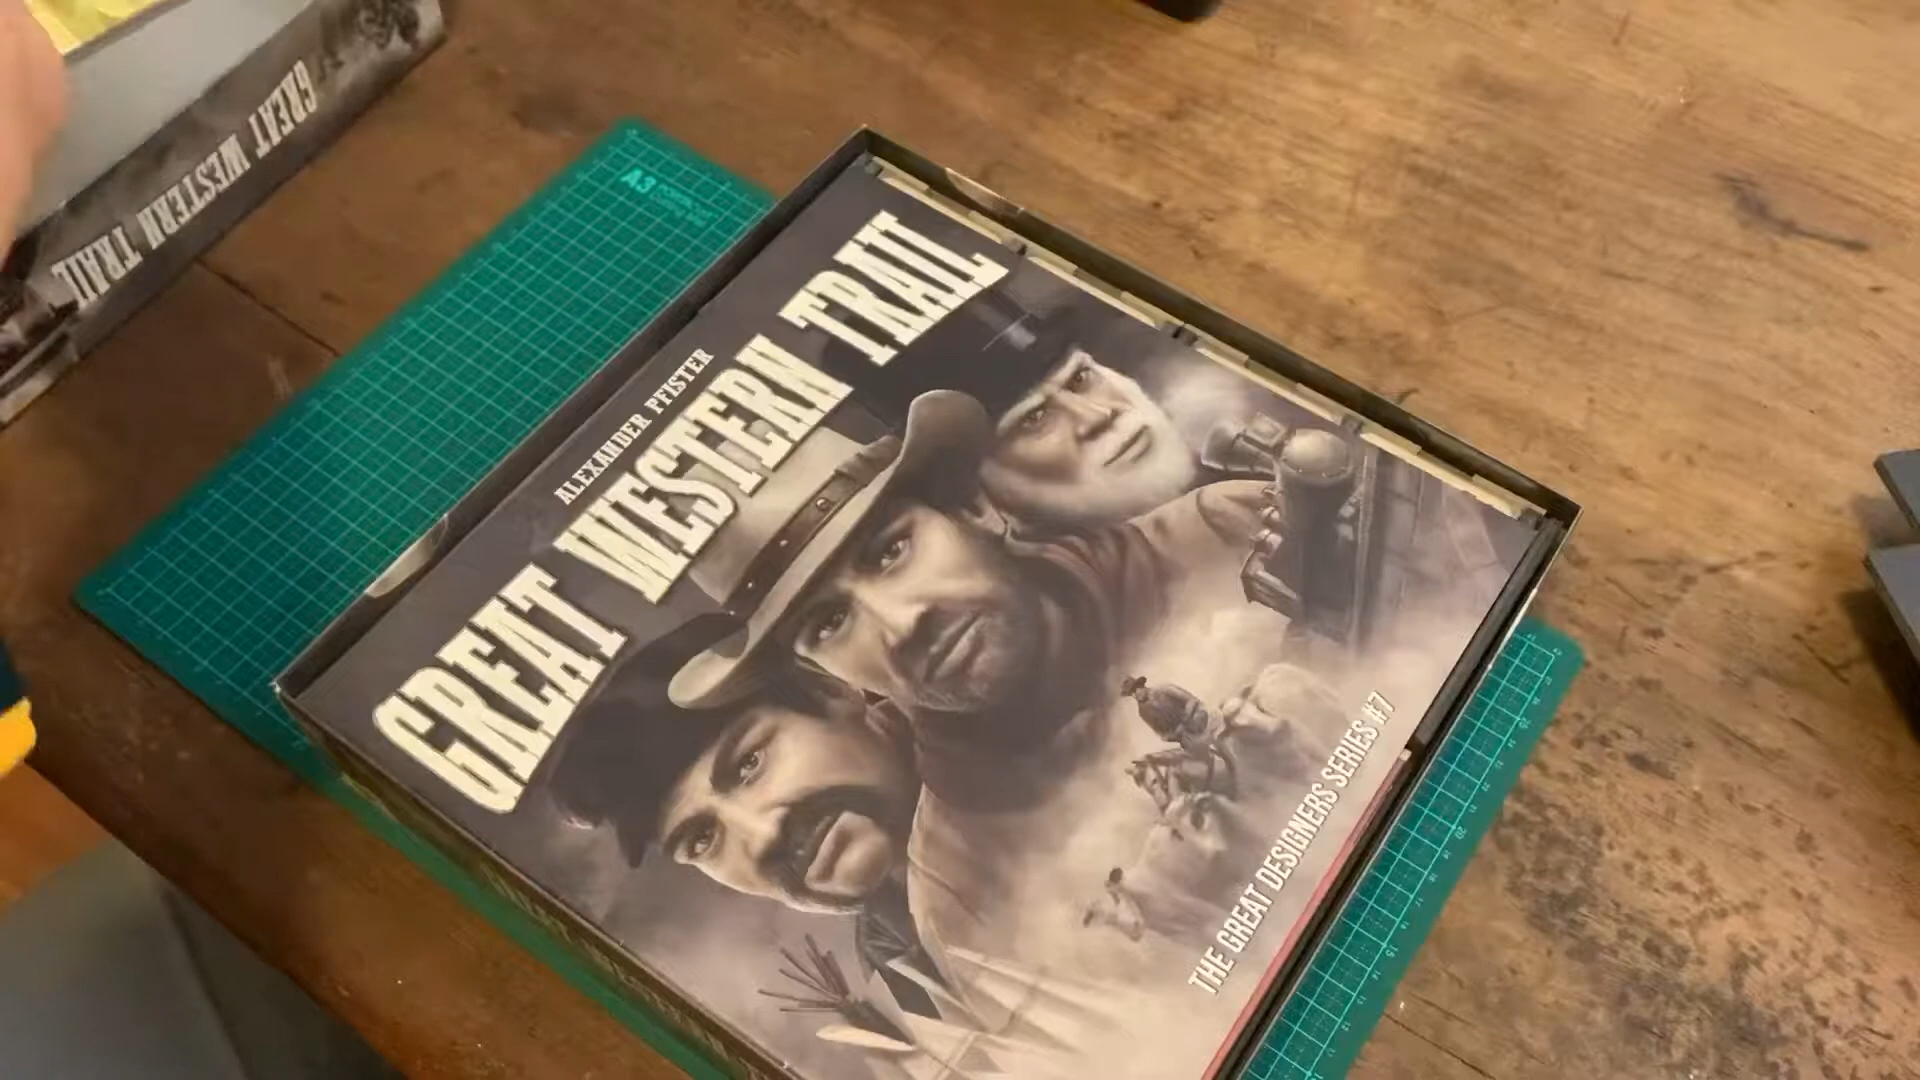 GREAT WESTERN TRAIL
A3
ALEXANDER PFISTER
GREAT WESTERN TRAIL
THE GREAT DESIGNERS SERIES #7